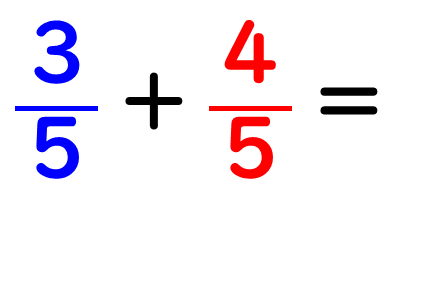 3/5 + 4/5 =